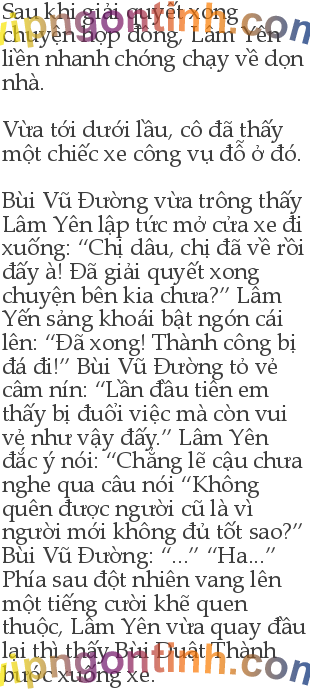 Sau khi giải quyết xong
chuyện hợp đồng, Lâm Yên
liền nhanh chóng chạy về dọn
nhà.
Vừa tới dưới lầu, cô đã thấy
một chiếc xe công vụ đỗ ở đó.
Bùi Vũ Đường vừa trông thấy
Lâm Yên lập tức mở cửa xe đi
xuống: “Chị dâu, chị đã về rồi
đấy à! Đã giải quyết xong
chuyện bên kia chưa?” Lâm
Yến sảng khoái bật ngón cái
lên: “Đã xong! Thành công bị
đá đi!” Bùi Vũ Đường tỏ vẻ
câm nín: “Lần đầu tiên em
thấy bị đuổi việc mà còn vui
vẻ như vậy đấy.” Lâm Yên
đắc ý nói: “Chẳng lẽ cậu chưa
nghe qua câu nói “Không
quên được người cũ là vì
người mới không đủ tốt sao?”
Bùi Vũ Đường: “...” “Ha...”
Phía sau đột nhiên vang lên
một tiếng cười khẽ quen
thuộc, Lâm Yên vừa quay đầu
lại thì thấy Bùi Duật Thành
bước xuống xe.
vipngontinh.com
vipngontinh.com